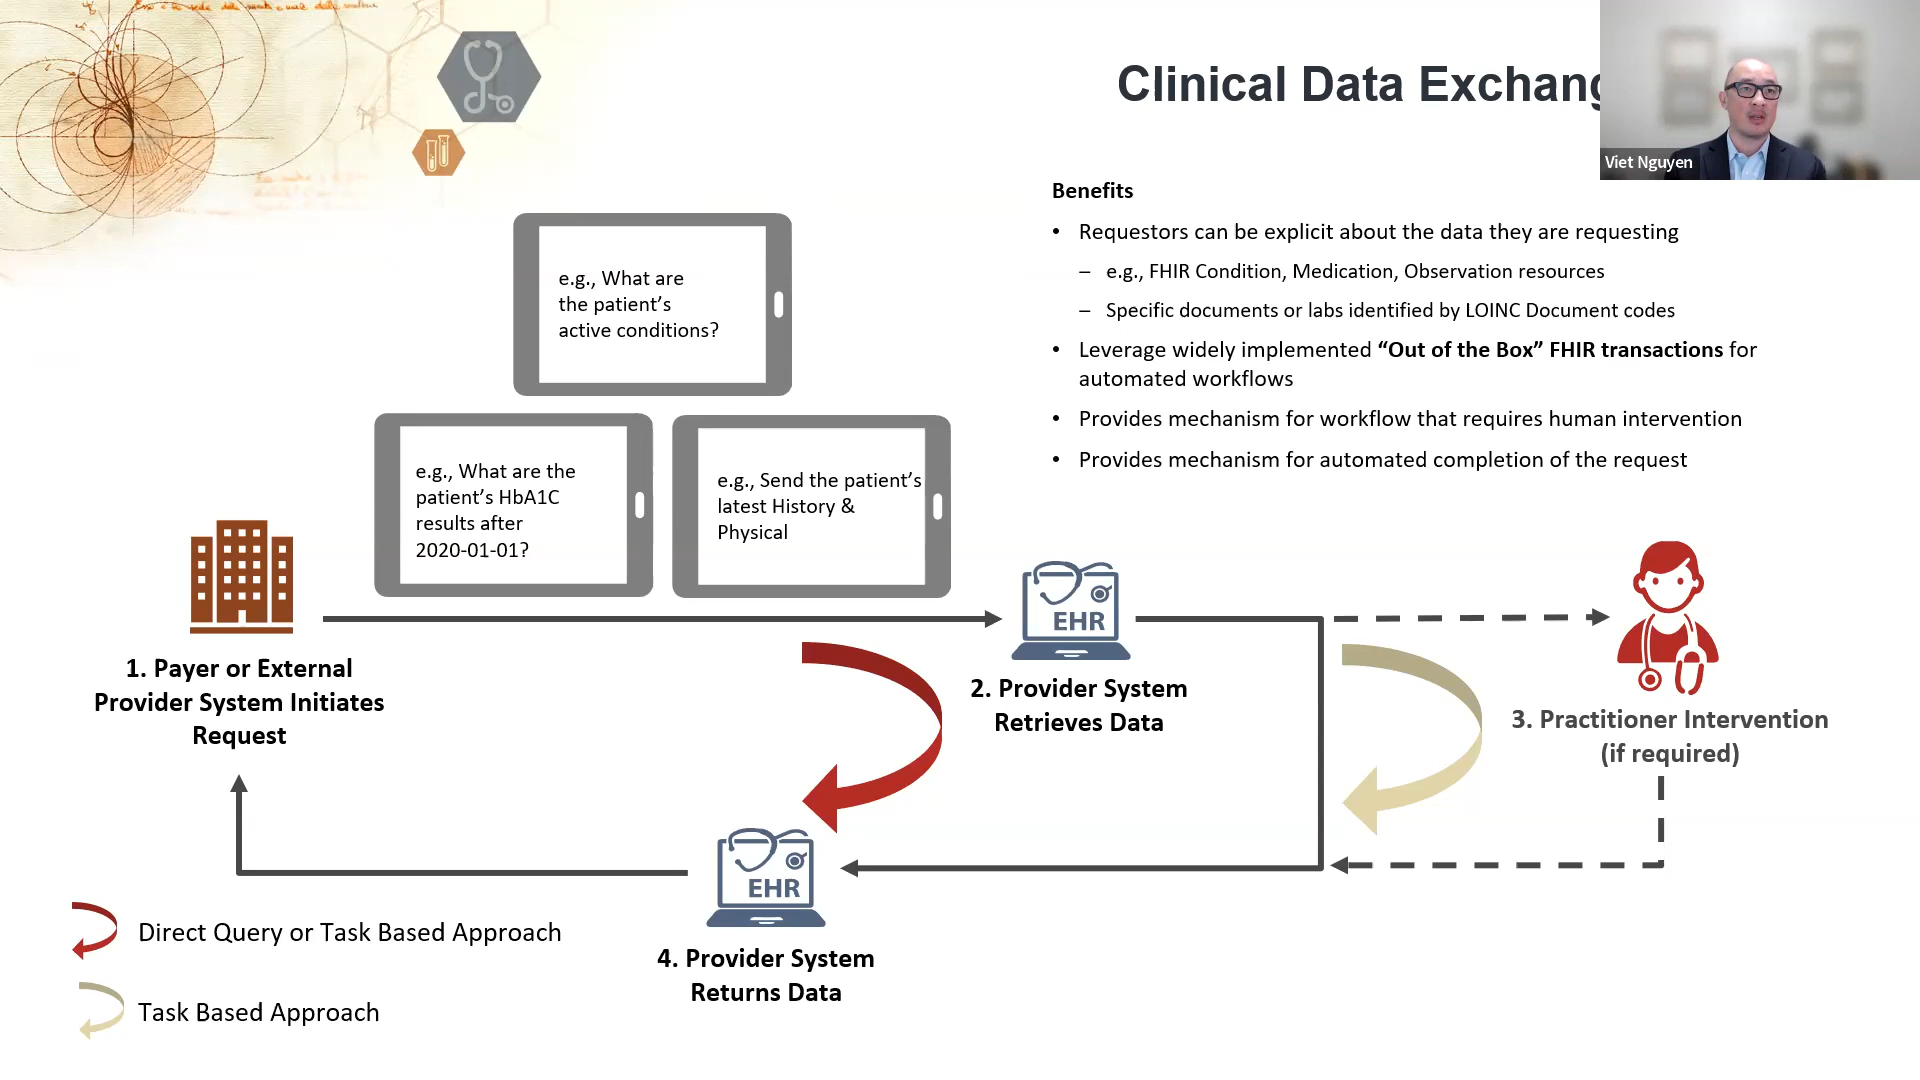 Clinical Data Exchang
Viet Nguyen
Benefits
• Requestors can be explicit about the data they are requesting
– e.g., FHIR Condition, Medication, Observation resources
– Specific documents or labs identified by LOINC Document codes
• Leverage widely implemented “Out of the Box” FHIR transactions for
automated workflows
• Provides mechanism for workflow that requires human intervention
• Provides mechanism for automated completion of the request
e.g., What are
the patient’s
active conditions?
e.g., What are the
patient’s HbA1C
results after
2020-01-01?
e.g., Send the patient’s
latest History &
Physical
1. Payer or External
Provider System Initiates
Request
EHR
2. Provider System
Retrieves Data
3. Practitioner Intervention
(if required)
EHR
4. Provider System
Returns Data
Direct Query or Task Based Approach
Task Based Approach